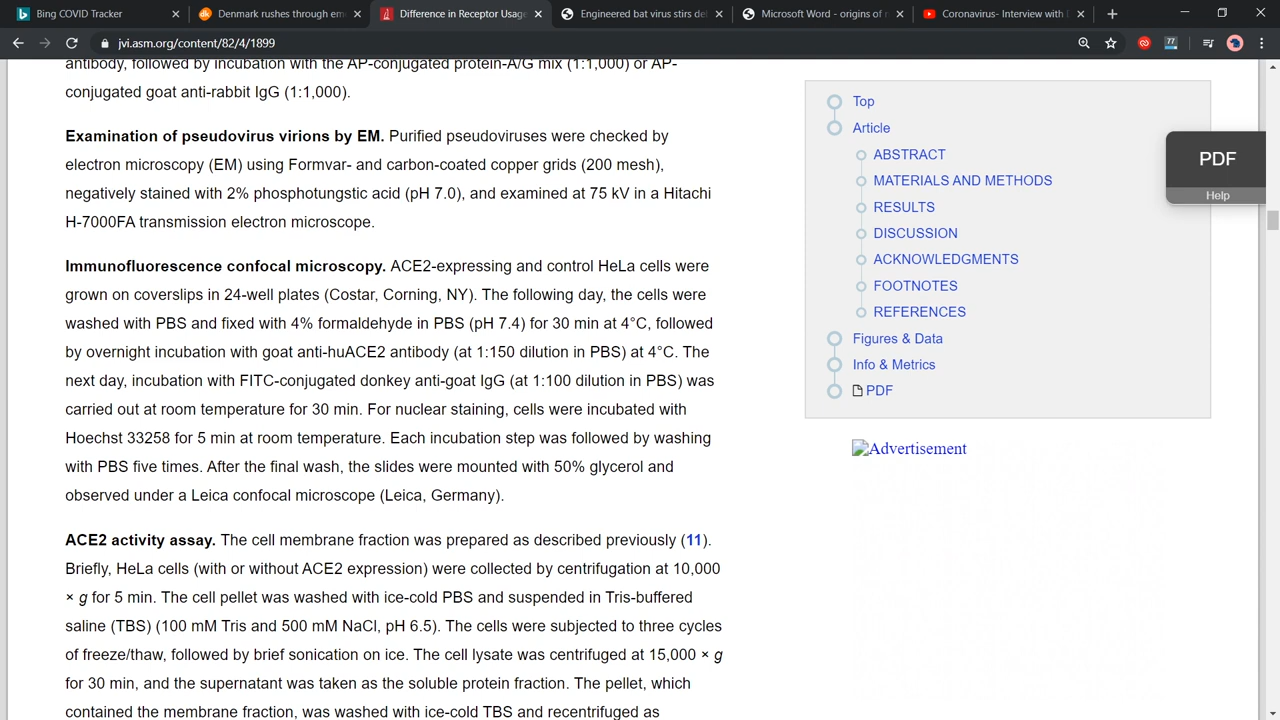 Bing COVID Tracker
Denmark rushes through em
Difference in Receptor Usage
Engineered bat virus stirs del
Microsoft Word - origins of
Coronavirus- Interview with
jvi.asm.org/content/82/4/1899
77
antibody, followed by incubation with the AP-conjugated protein-A/G mix (1:1,000) or AP-
conjugated goat anti-rabbit IgG (1:1,000).
Examination of pseudovirus virions by EM. Purified pseudoviruses were checked by
electron microscopy (EM) using Formvar- and carbon-coated copper grids (200 mesh),
negatively stained with 2% phosphotungstic acid (pH 7.0), and examined at 75 kV in a Hitachi
H-7000FA transmission electron microscope.
Immunofluorescence confocal microscopy. ACE2-expressing and control HeLa cells were
grown on coverslips in 24-well plates (Costar, Corning, NY). The following day, the cells were
washed with PBS and fixed with 4% formaldehyde in PBS (pH 7.4) for 30 min at 4°C, followed
by overnight incubation with goat anti-huACE2 antibody (at 1:150 dilution in PBS) at 4°C. The
next day, incubation with FITC-conjugated donkey anti-goat IgG (at 1:100 dilution in PBS) was
carried out at room temperature for 30 min. For nuclear staining, cells were incubated with
Hoechst 33258 for 5 min at room temperature. Each incubation step was followed by washing
with PBS five times. After the final wash, the slides were mounted with 50% glycerol and
observed under a Leica confocal microscope (Leica, Germany).
ACE2 activity assay. The cell membrane fraction was prepared as described previously (11).
Briefly, HeLa cells (with or without ACE2 expression) were collected by centrifugation at 10,000
× g for 5 min. The cell pellet was washed with ice-cold PBS and suspended in Tris-buffered
saline (TBS) (100 mM Tris and 500 mM NaCl, pH 6.5). The cells were subjected to three cycles
of freeze/thaw, followed by brief sonication on ice. The cell lysate was centrifuged at 15,000 × g
for 30 min, and the supernatant was taken as the soluble protein fraction. The pellet, which
contained the membrane fraction, was washed with ice-cold TBS and recentrifuged as
Top
Article
ABSTRACT
MATERIALS AND METHODS
RESULTS
DISCUSSION
ACKNOWLEDGMENTS
FOOTNOTES
REFERENCES
Figures & Data
Info & Metrics
PDF
Advertisement
PDF
Help